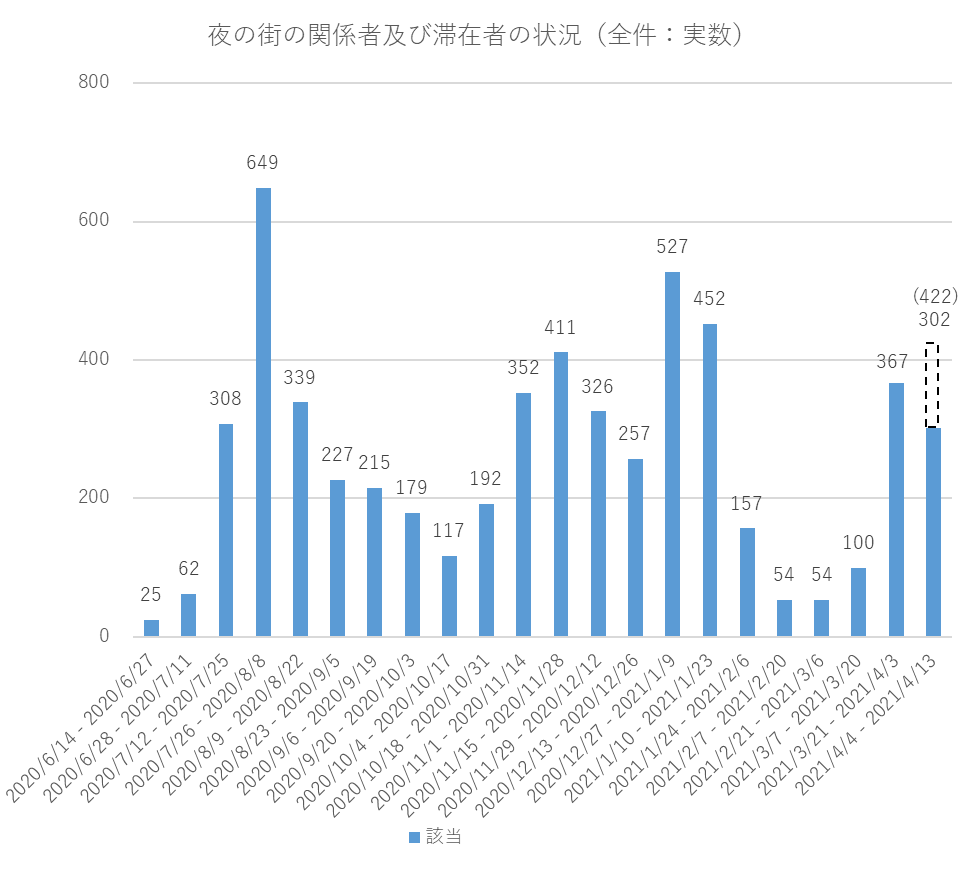 夜の街の関係者及び滞在者の状況（全件：実数）
800
600
400
200
0
25
62
308
649
339
227
215
179
117
192
352
411
326
257
527
452
157
54
54
100
367
(422)
302
2020/6/14 - 2020/6/27
2020/6/28 - 2020/7/11
2020/7/12 - 2020/7/25
2020/7/26 - 2020/8/8
2020/8/9 - 2020/8/22
2020/8/23 - 2020/9/5
2020/9/6 - 2020/9/19
2020/9/20 - 2020/10/3
2020/10/4 - 2020/10/17
2020/10/18 - 2020/10/31
2020/11/1 - 2020/11/14
2020/11/15 - 2020/11/28
2020/11/29 - 2020/12/12
2020/12/13 - 2020/12/26
2020/12/27 - 2021/1/9
2021/1/10 - 2021/1/23
2021/1/24 - 2021/2/6
2021/2/7 - 2021/2/20
2021/2/21 - 2021/3/6
2021/3/7 - 2021/3/20
2021/3/21 - 2021/4/3
2021/4/4 - 2021/4/13
該当